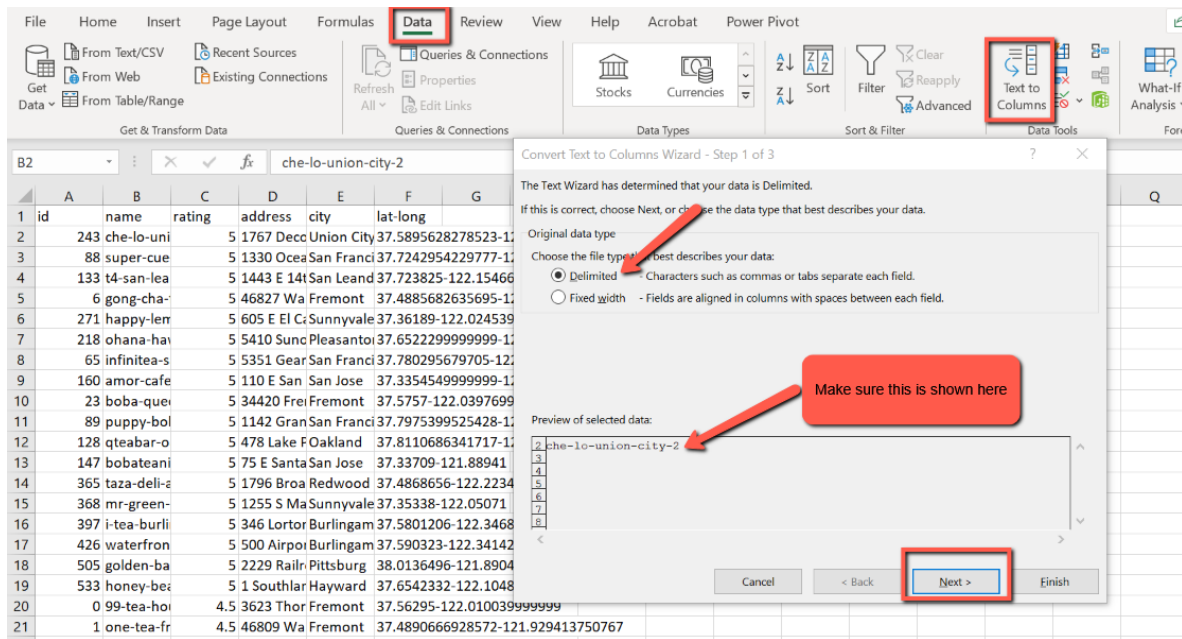 File Home Insert Page Layout Formulas Data Review View Help Acrobat Power Pivot
From Text/CSV
From Web
From Table/Range
Get
Data
Recent Sources
Existing Connections
Get & Transform Data
Refresh
All
Queries & Connections
Properties
Edit Links
Queries & Connections
Stocks
Currencies
Data Types
Sort
Filter
Clear
Reapply
Advanced
Sort & Filter
Text to
Columns
Data Tools
What-If
Analysis
Fore
B2 fx che-lo-union-city-2
A B C D E F G Q
1 id name rating address city lat-long
2 243 che-lo-uni 5 1767 Deco Union City 37.5895628278523-12
3 88 super-cue 5 1330 Ocea San Franci 37.7242954229777-12
4 133 t4-san-lea 5 1443 E 14t San Leand 37.723825-122.15466
5 6 gong-cha- 5 46827 Wa Fremont 37.4885682635695-12
6 271 happy-lem 5 605 E El Ca Sunnyvale 37.36189-122.024539
7 218 ohana-hav 5 5410 Suno Pleasanto 37.6522299999999-12
8 65 infinitea-s 5 5351 Gear San Franci 37.780295679705-122
9 160 amor-cafe 5 110 E San San Jose 37.3354549999999-12
10 23 boba-que 5 34420 Fre Fremont 37.5757-122.0397699
11 89 puppy-bol 5 1142 Gran San Franci 37.7975399525428-12
12 128 qteabar-o 5 478 Lake P Oakland 37.8110686341717-12
13 147 bobateani 5 75 E Santa San Jose 37.33709-121.88941
14 365 taza-deli-a 5 1796 Broa Redwood 37.4868656-122.2234
15 368 mr-green- 5 1255 S Ma Sunnyvale 37.35338-122.05071
16 397 i-tea-burli 5 346 Lortor Burlingam 37.5801206-122.3468
17 426 waterfron 5 500 Airpo Burlingam 37.590323-122.34142
18 505 golden-ba 5 2229 Railr Pittsburg 38.0136496-121.8904
19 533 honey-bea 5 1 Southlar Hayward 37.6542332-122.1048
20 0 99-tea-hou 4.5 3623 Thor Fremont 37.56295-122.010039999999
21 1 one-tea-fr 4.5 46809 Wa Fremont 37.4890666928572-121.929413750767
Convert Text to Columns Wizard - Step 1 of 3 ?
The Text Wizard has determined that your data is Delimited.
If this is correct, choose Next, or the data type that best describes your data.
Original data type
Choose the file type best describes your data:
Delimited - Characters such as commas or tabs separate each field.
Fixed width - Fields are aligned in columns with spaces between each field.
Make sure this is shown here
Preview of selected data:
2 che-lo-union-city-2
3
4
5
6
7
8
Cancel < Back Next > Finish